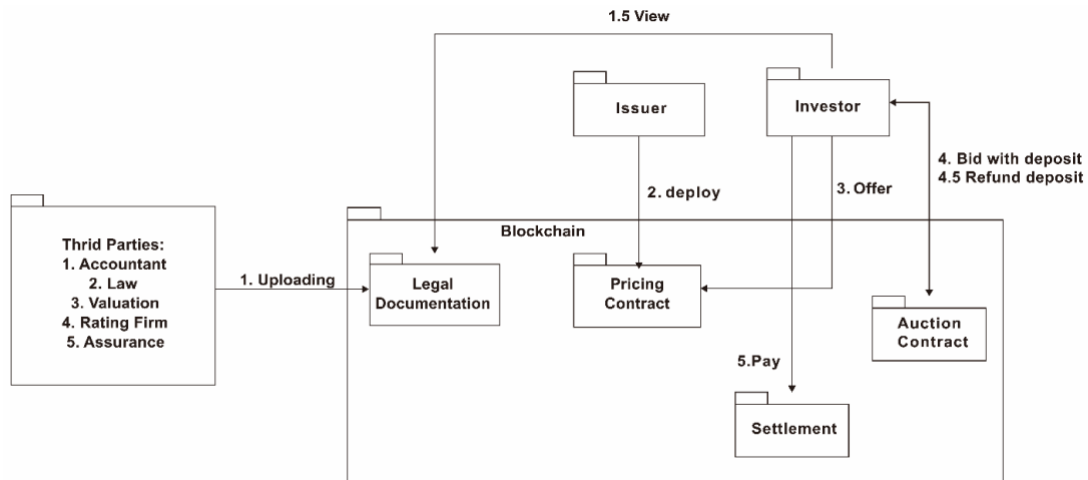 1.5 View
Issuer
Investor
4. Bid with deposit
4.5 Refund deposit
2. deploy
3. Offer
Blockchain
Thrid Parties:
1. Accountant
2. Law
3. Valuation
4. Rating Firm
5. Assurance
1. Uploading
Legal
Documentation
Pricing
Contract
Auction
Contract
5.Pay
Settlement